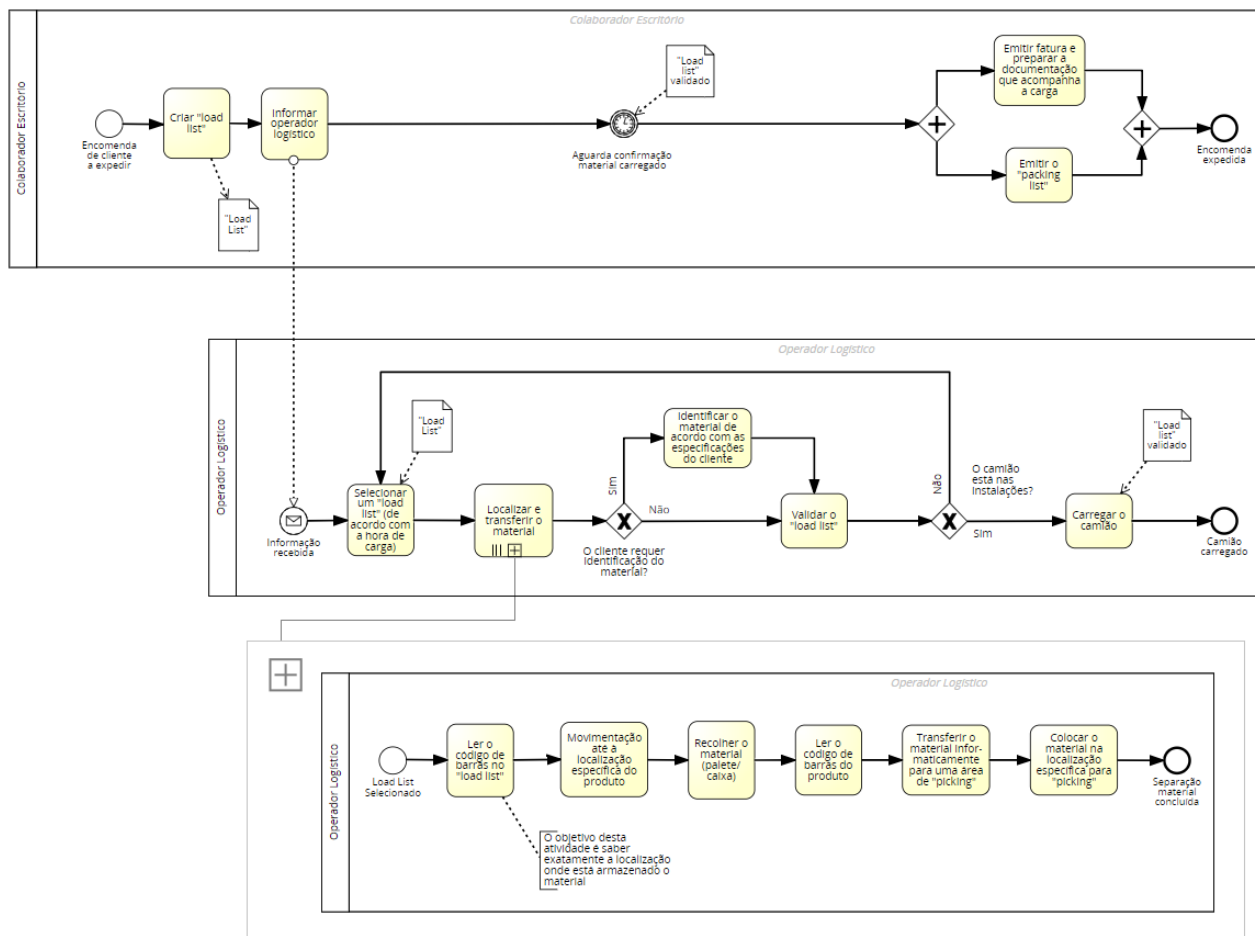 Colaborador Escritório
Colaborador Escritório
Encomenda
de cliente
a expedir
Criar "load
list"
"Load
List"
Informar
operador
logístico
"Load
list"
validado
Aguarda confirmação
material carregado
Emitir fatura e
preparar a
documentação
que acompanha
a carga
Emitir o
"packing
list"
Encomenda
expedida
Operador Logístico
Operador Logístico
Informação
recebida
"Load
List"
Selecionar
um "load
list" (de
acordo com
a hora de
carga)
Localizar e
transferir o
material
O cliente requer
identificação do
material?
Sim
Não
Identificar o
material de
acordo com as
especificações
do cliente
Validar o
"load list"
Não
O camião
está nas
instalações?
Sim
"Load
list"
validado
Carregar o
camião
Camião
carregado
Operador Logístico
Operador Logístico
Load List
Selecionado
Ler o
código de
barras no
"load list"
O objetivo desta
atividade é saber
exatamente a localização
onde está armazenado o
material
Movimentação
até à
localização
específica do
produto
Recolher o
material
(palete/
caixa)
Ler o
código de
barras do
produto
Transferir o
material infor-
maticamente
para uma área
de "picking"
Colocar o
material na
localização
específica para
"picking"
Separação
material
concluída